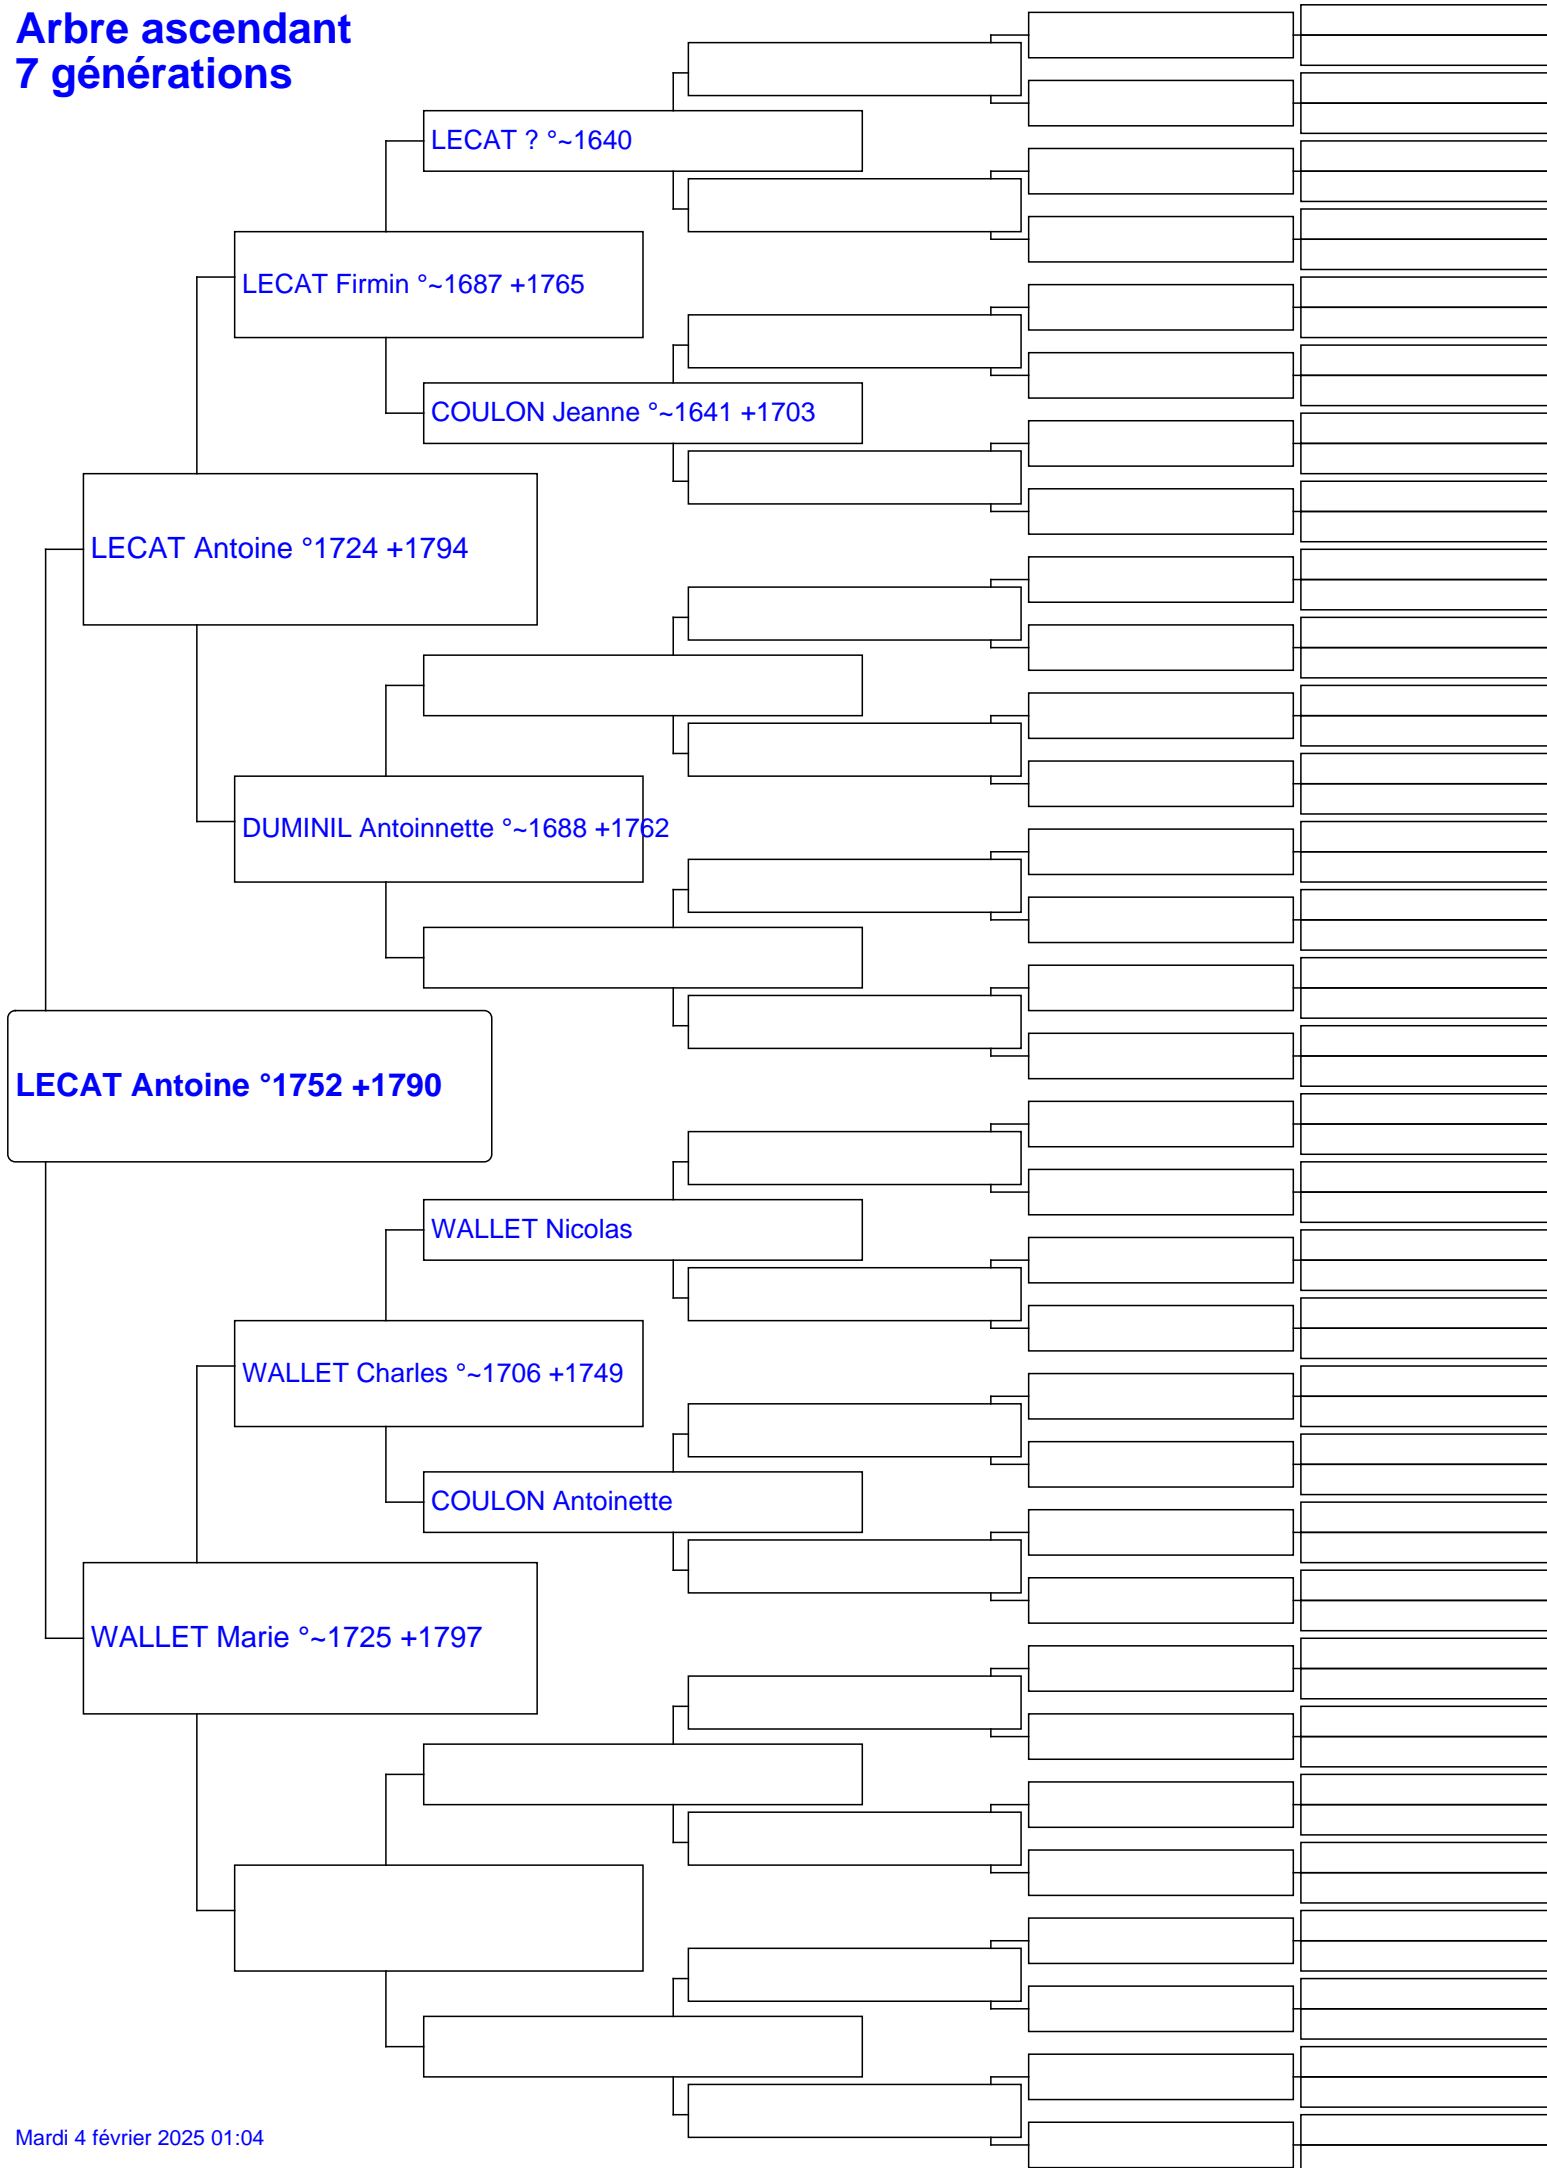 Arbre ascendant
7 générations
LECAT ? °~1640
LECAT Firmin °~1687 +1765
COULON Jeanne °~1641 +1703
LECAT Antoine °1724 +1794
DUMINIL Antoinnette °~1688 +1762
LECAT Antoine °1752 +1790
WALLET Nicolas
WALLET Charles °~1706 +1749
COULON Antoinette
WALLET Marie °~1725 +1797
Mardi 4 février 2025 01:04